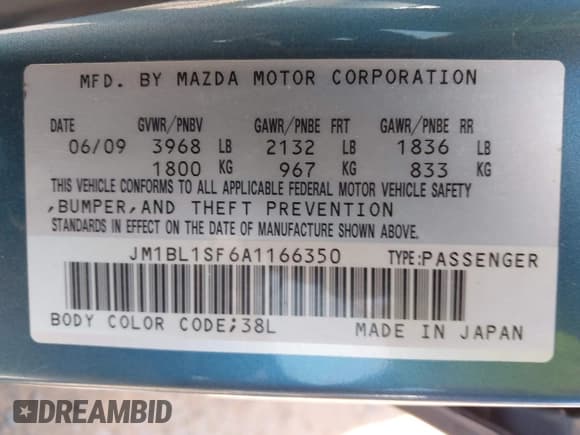 MFD. BY MAZDA MOTOR CORPORATION
DATE GVWR/PNBV GAWR/PNBE FRT GAWR/PNBE RR
06/09 3968 LB 2132 LB 1836 LB
1800 KG 967 KG 833 KG
THIS VEHICLE CONFORMS TO ALL APPLICABLE FEDERAL MOTOR VEHICLE SAFETY
,BUMPER,AND THEFT PREVENTION
STANDARDS IN EFFECT ON THE DATE OF MANUFACTURE SHOWN ABOVE.
JM1BL1SF6A1166350 TYPE:PASSENGER
BODY COLOR CODE;38L MADE IN JAPAN
DREAMBID